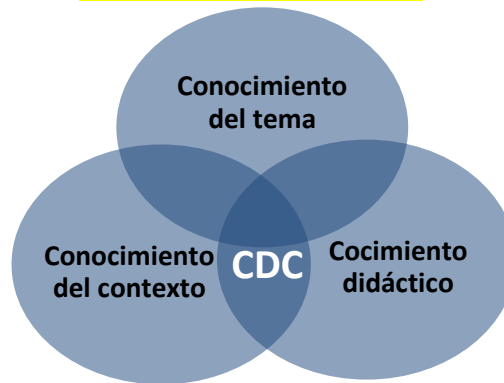 Conocimiento
del tema
Conocimiento
del contexto
CDC
Cocimiento
didáctico